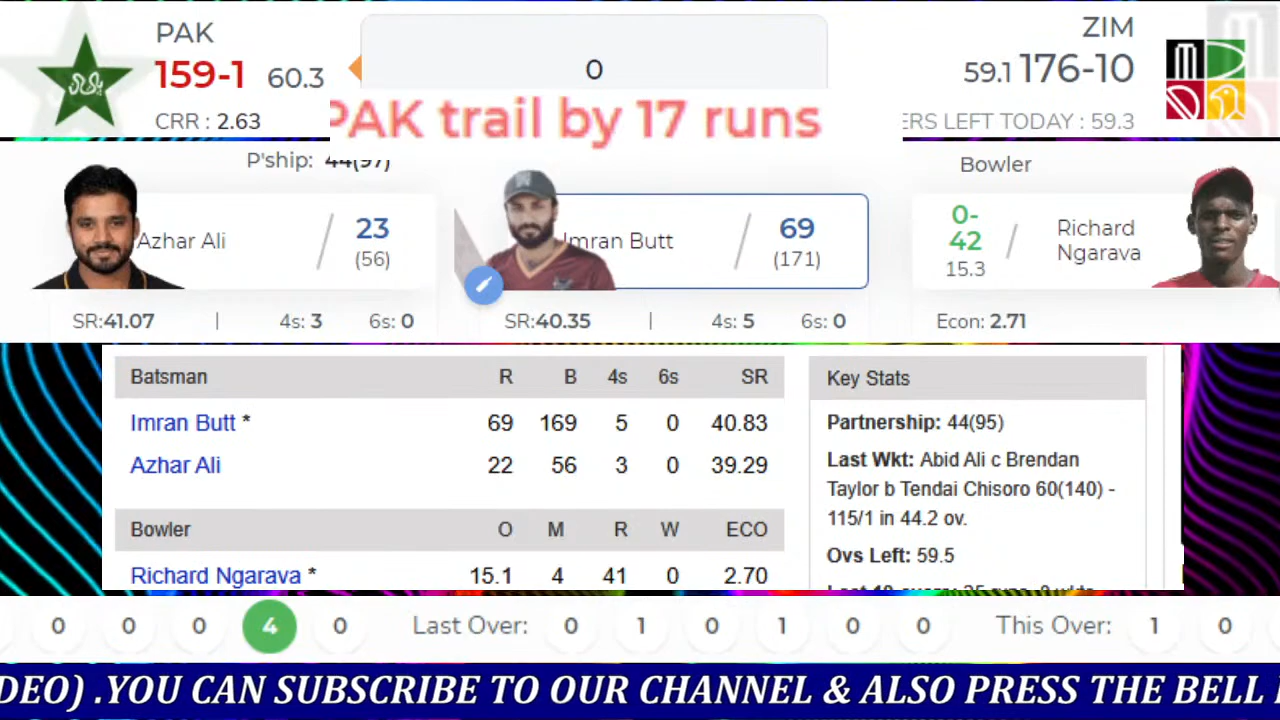 PAK
159-1 60.3
CRR : 2.63
0
PAK trail by 17 runs
ZIM
59.1 176-10
ERS LEFT TODAY : 59.3
P'ship: 44(97)
Azhar Ali
23
(56)
SR:41.07 | 4s: 3 6s: 0
Imran Butt
69
(171)
SR:40.35 | 4s: 5 6s: 0
Bowler
0-
42
15.3
Richard
Ngarava
Econ: 2.71
Batsman R B 4s 6s SR
Imran Butt * 69 169 5 0 40.83
Azhar Ali 22 56 3 0 39.29
Bowler O M R W ECO
Richard Ngarava * 15.1 4 41 0 2.70
Key Stats
Partnership: 44(95)
Last Wkt: Abid Ali c Brendan
Taylor b Tendai Chisoro 60(140) -
115/1 in 44.2 ov.
Ovs Left: 59.5
0 0 0 4 0 Last Over: 0 1 0 1 0 0 This Over: 1 0
DEO) .YOU CAN SUBSCRIBE TO OUR CHANNEL & ALSO PRESS THE BELL